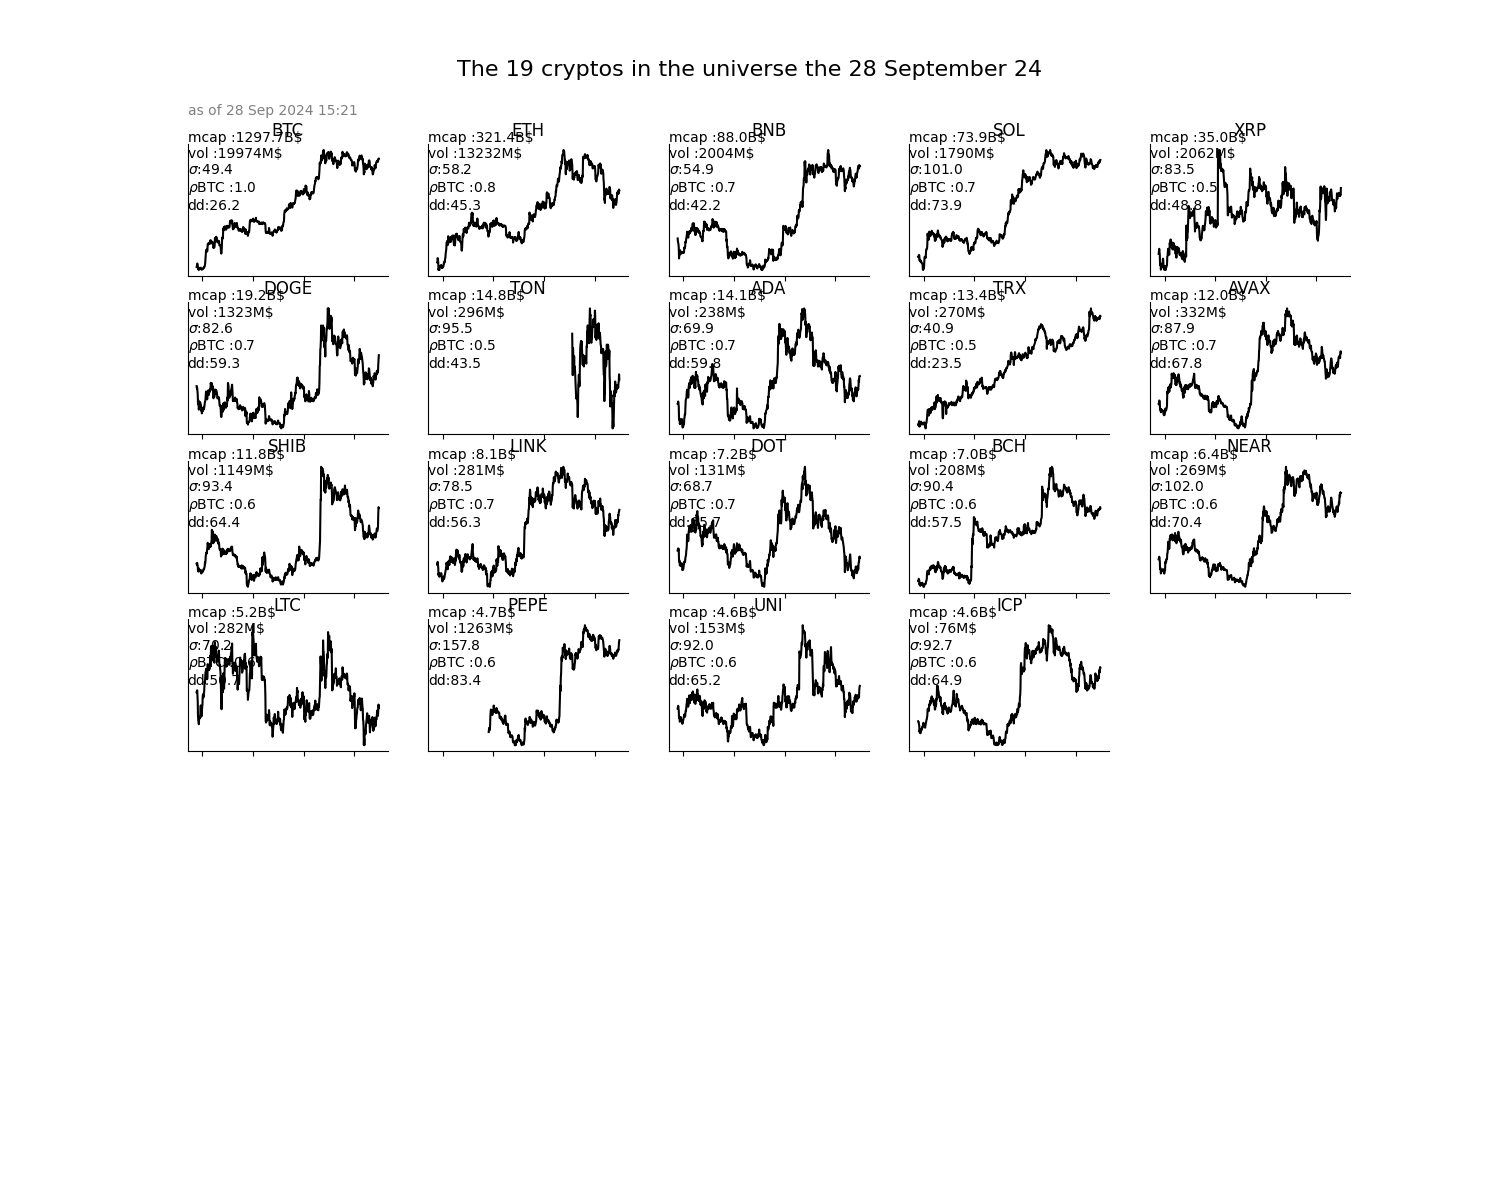 The 19 cryptos in the universe the 28 September 24
as of 28 Sep 2024 15:21
BTC
mcap :1297.7B$
vol :19974M$
σ:49.4
ρBTC :1.0
dd:26.2
ETH
mcap :321.4B$
vol :13232M$
σ:58.2
ρBTC :0.8
dd:45.3
BNB
mcap :88.0B$
vol :2004M$
σ:54.9
ρBTC :0.7
dd:42.2
SOL
mcap :73.9B$
vol :1790M$
σ:101.0
ρBTC :0.7
dd:73.9
XRP
mcap :35.0B$
vol :2062M$
σ:83.5
ρBTC :0.5
dd:48.8
DOGE
mcap :19.2B$
vol :1323M$
σ:82.6
ρBTC :0.7
dd:59.3
TON
mcap :14.8B$
vol :296M$
σ:95.5
ρBTC :0.5
dd:43.5
ADA
mcap :14.1B$
vol :238M$
σ:69.9
ρBTC :0.7
dd:59.8
TRX
mcap :13.4B$
vol :270M$
σ:40.9
ρBTC :0.5
dd:23.5
AVAX
mcap :12.0B$
vol :332M$
σ:87.9
ρBTC :0.7
dd:67.8
SHIB
mcap :11.8B$
vol :1149M$
σ:93.4
ρBTC :0.6
dd:64.4
LINK
mcap :8.1B$
vol :281M$
σ:78.5
ρBTC :0.7
dd:56.3
DOT
mcap :7.2B$
vol :131M$
σ:68.7
ρBTC :0.7
BCH
mcap :7.0B$
vol :208M$
σ:90.4
ρBTC :0.6
dd:57.5
NEAR
mcap :6.4B$
vol :269M$
σ:102.0
ρBTC :0.6
dd:70.4
LTC
mcap :5.2B$
vol :282M$
σ:70.2
PEPE
mcap :4.7B$
vol :1263M$
σ:157.8
ρBTC :0.6
dd:83.4
UNI
mcap :4.6B$
vol :153M$
σ:92.0
ρBTC :0.6
dd:65.2
ICP
mcap :4.6B$
vol :76M$
σ:92.7
ρBTC :0.6
dd:64.9